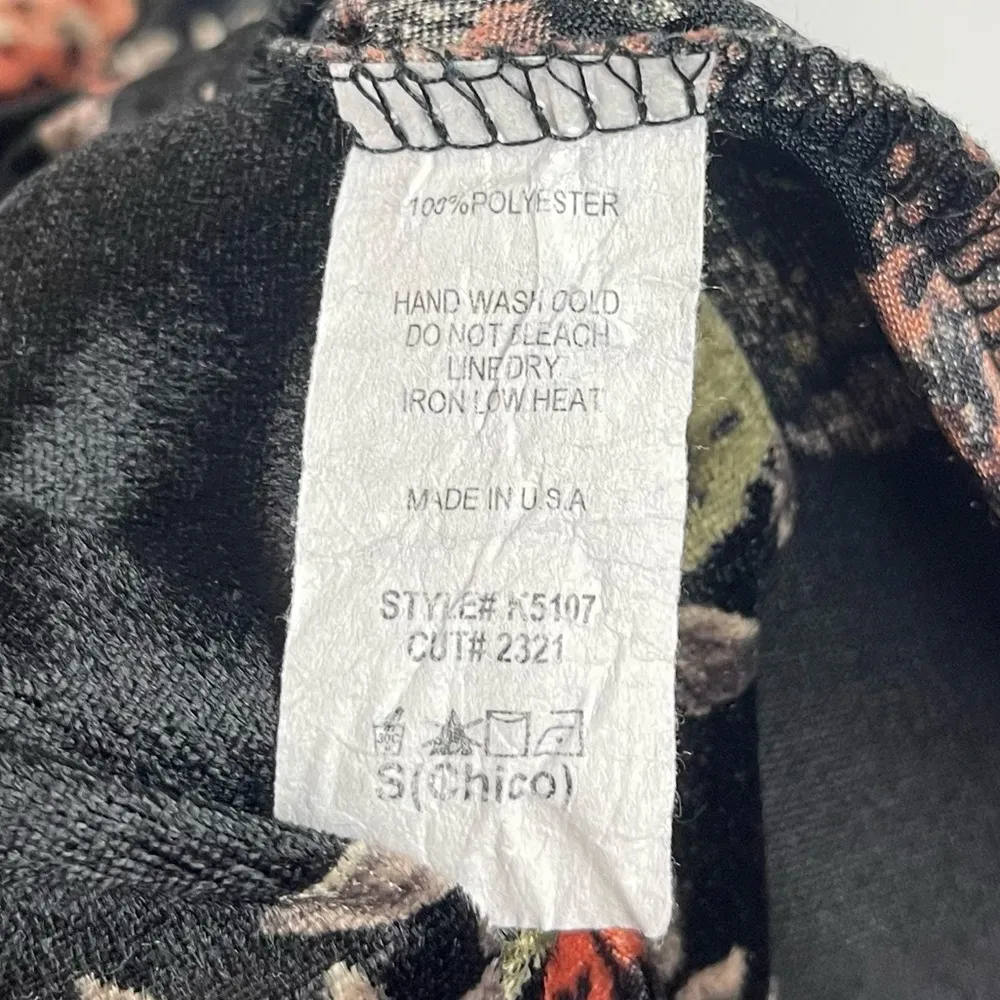 100%POLYESTER
HAND WASH COLD
DO NOT BLEACH
LINE DRY
IRON LOW HEAT
MADE IN U.S.A
STYLE# K5107
CUT# 2321
30C
S(Chico)